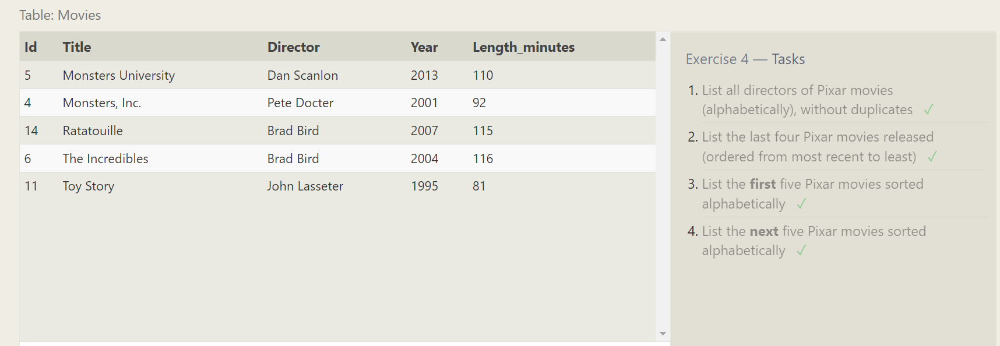 Table: Movies
Id Title Director Year Length_minutes
5 Monsters University Dan Scanlon 2013 110
4 Monsters, Inc. Pete Docter 2001 92
14 Ratatouille Brad Bird 2007 115
6 The Incredibles Brad Bird 2004 116
11 Toy Story John Lasseter 1995 81
Exercise 4 — Tasks
1. List all directors of Pixar movies
(alphabetically), without duplicates ✓
2. List the last four Pixar movies released
(ordered from most recent to least) ✓
3. List the first five Pixar movies sorted
alphabetically ✓
4. List the next five Pixar movies sorted
alphabetically ✓